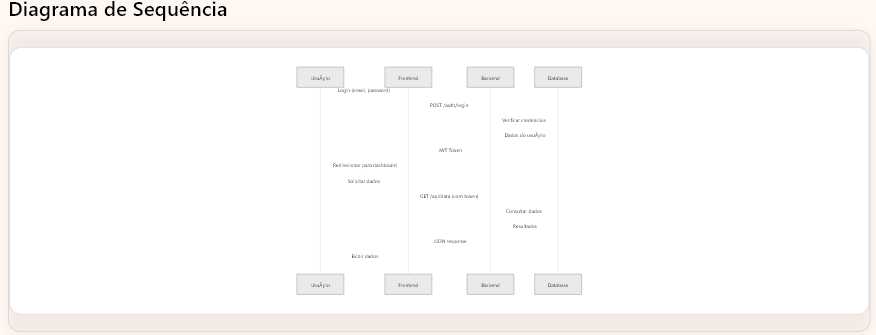 Diagrama de Sequência
UsuÃ¡rio Frontend Backend Database
Login (email, password)
POST /auth/login
Verificar credenciais
Dados do usuÃ¡rio
JWT Token
Redirecionar para dashboard
Solicitar dados
GET /api/data (com token)
Consultar dados
Resultados
JSON response
Exibir dados
UsuÃ¡rio Frontend Backend Database